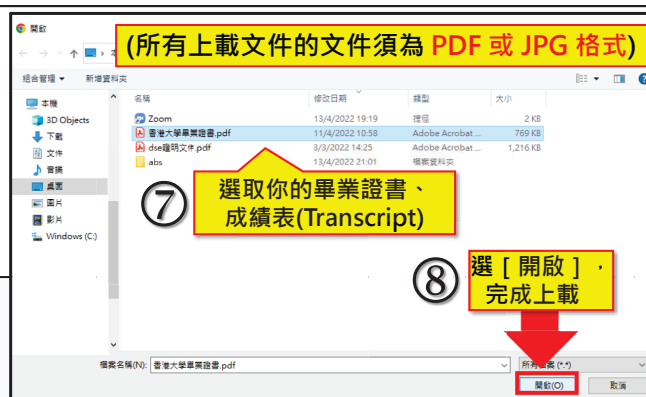 開啟
(所有上載文件的文件須為 PDF 或 JPG 格式)
組合管理 新增資料夾
名稱 修改日期 類型 大小
本機
3D Objects
下載
文件
音樂
桌面
圖片
影片
Windows (C:)
Zoom 13/4/2022 19:19 捷徑 2 KB
香港大學畢業證書.pdf 11/4/2022 10:58 Adobe Acrobat ... 769 KB
dse證明文件.pdf 3/3/2022 14:25 Adobe Acrobat ... 1,216 KB
abs 13/4/2022 21:01 檔案資料夾
⑦ 選取你的畢業證書、
成績表(Transcript)
⑧ 選 [ 開啟 ] ,
完成上載
檔案名稱(N): 香港大學畢業證書.pdf
開啟(O) 取消